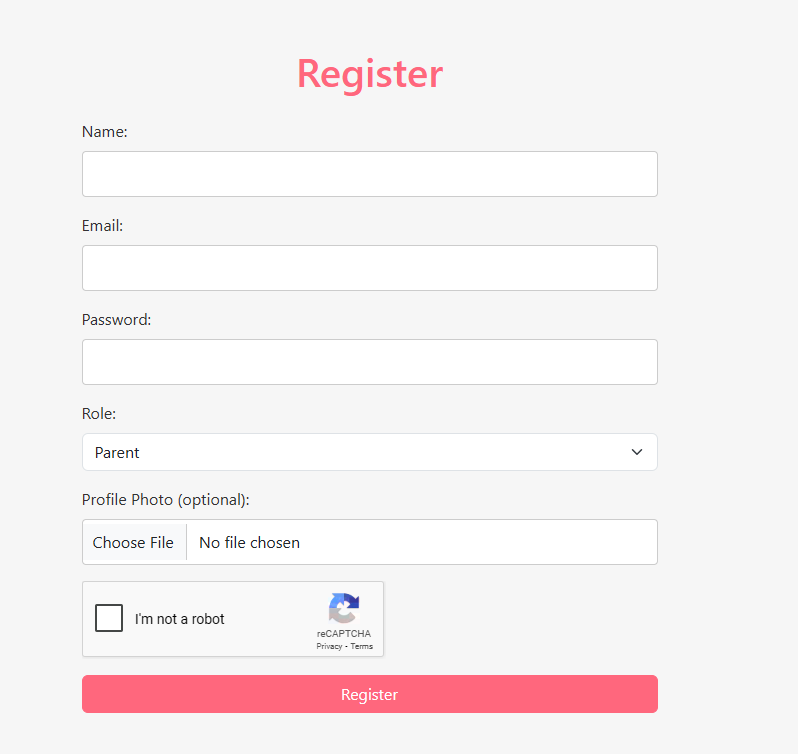 Register
Name:
Email:
Password:
Role:
Parent
Profile Photo (optional):
Choose File No file chosen
I'm not a robot
reCAPTCHA
Privacy - Terms
Register